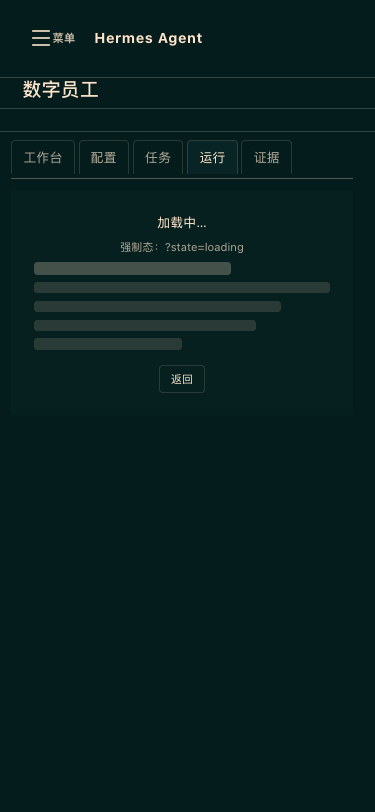 菜单 Hermes Agent
数字员工
工作台 配置 任务 运行 证据
加载中...
强制态：?state=loading
返回